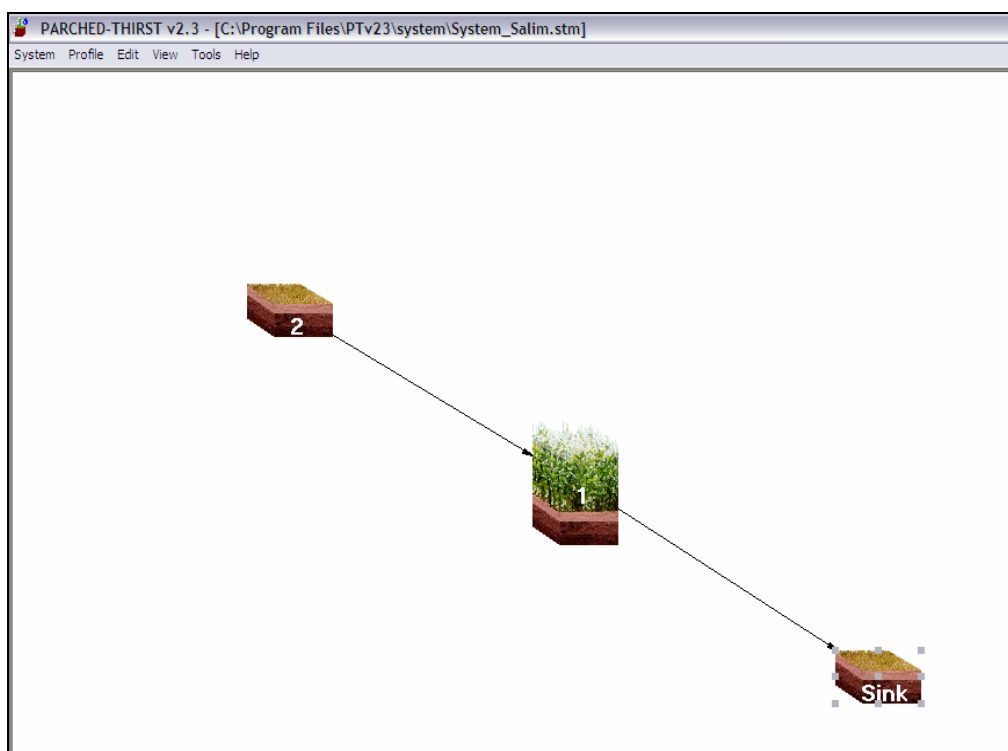 PARCHED-THIRST v2.3 - [C:\Program Files\PTv23\system\System_Salim.stm]
System Profile Edit View Tools Help
2
1
Sink